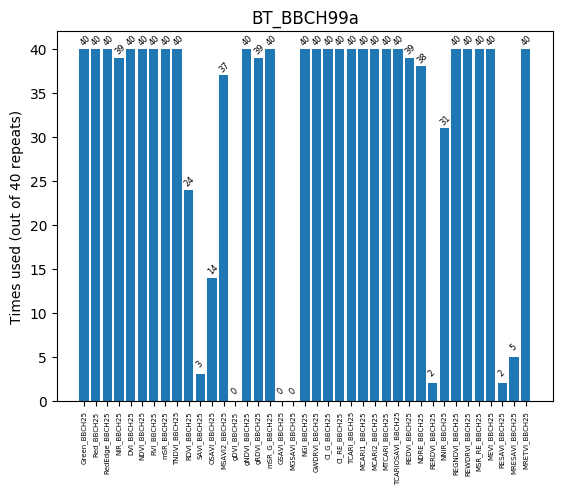 BT_BBCH99a
Times used (out of 40 repeats)
40
35
30
25
20
15
10
5
0
40
40
40
39
40
40
40
40
40
24
3
14
37
0
40
39
40
0
0
40
40
40
40
40
40
40
40
40
39
38
2
31
40
40
40
40
2
5
40
Green_BBCH25
Red_BBCH25
RedEdge_BBCH25
NIR_BBCH25
DVI_BBCH25
NDVI_BBCH25
RVI_BBCH25
mSR_BBCH25
TNDVI_BBCH25
RDVI_BBCH25
SAVI_BBCH25
OSAVI_BBCH25
MSAVI2_BBCH25
gDVI_BBCH25
gNDVI_BBCH25
gRDVI_BBCH25
mSR_G_BBCH25
GSAVI_BBCH25
MGSAVI_BBCH25
NGI_BBCH25
GWDRVI_BBCH25
CI_G_BBCH25
CI_RE_BBCH25
TCARI_BBCH25
MCARI1_BBCH25
MCARI2_BBCH25
MTCARI_BBCH25
TCARIOSAVI_BBCH25
REDVI_BBCH25
NDRE_BBCH25
RERDVI_BBCH25
NNIR_BBCH25
REGNDVI_BBCH25
REWDRVI_BBCH25
MSR_RE_BBCH25
MEVI_BBCH25
RESAVI_BBCH25
MRESAVI_BBCH25
MRETVI_BBCH25